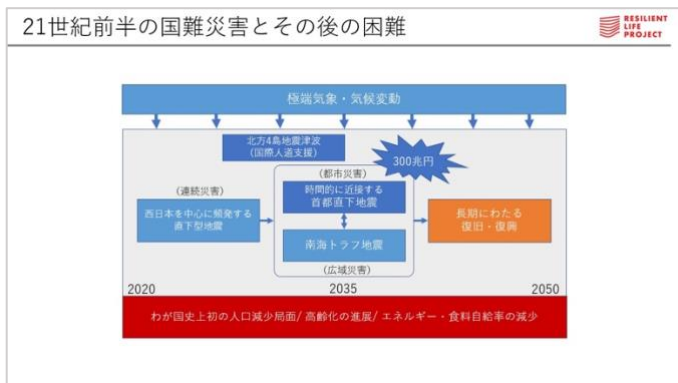 21世紀前半の国難災害とその後の困難
RESILIENT
LIFE
PROJECT
極端気象・気候変動
北方4島地震津波
(国際人道支援)
300兆円
(都市災害)
(連続災害)
時間的に近接する
首都直下地震
西日本を中心に頻発する
直下型地震
長期にわたる
復旧・復興
南海トラフ地震
(広域災害)
2020
2035
2050
わが国史上初の人口減少局面/ 高齢化の進展/ エネルギー・食料自給率の減少